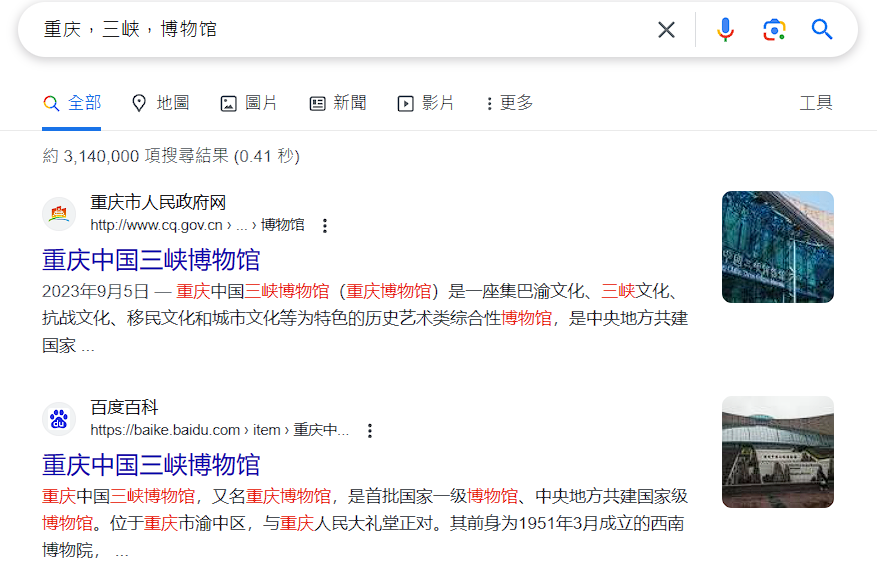 重庆，三峡，博物馆
全部 地圖 圖片 新聞 影片 更多 工具
約 3,140,000 項搜尋結果 (0.41 秒)
重庆市人民政府网
http://www.cq.gov.cn › ... › 博物馆
重庆中国三峡博物馆
2023年9月5日 — 重庆中国三峡博物馆（重庆博物馆）是一座集巴渝文化、三峡文化、
抗战文化、移民文化和城市文化等为特色的历史艺术类综合性博物馆，是中央地方共建
国家 ...
百度百科
https://baike.baidu.com › item › 重庆中...
重庆中国三峡博物馆
重庆中国三峡博物馆，又名重庆博物馆，是首批国家一级博物馆、中央地方共建国家级
博物馆。位于重庆市渝中区，与重庆人民大礼堂正对。其前身为1951年3月成立的西南
博物院， ...